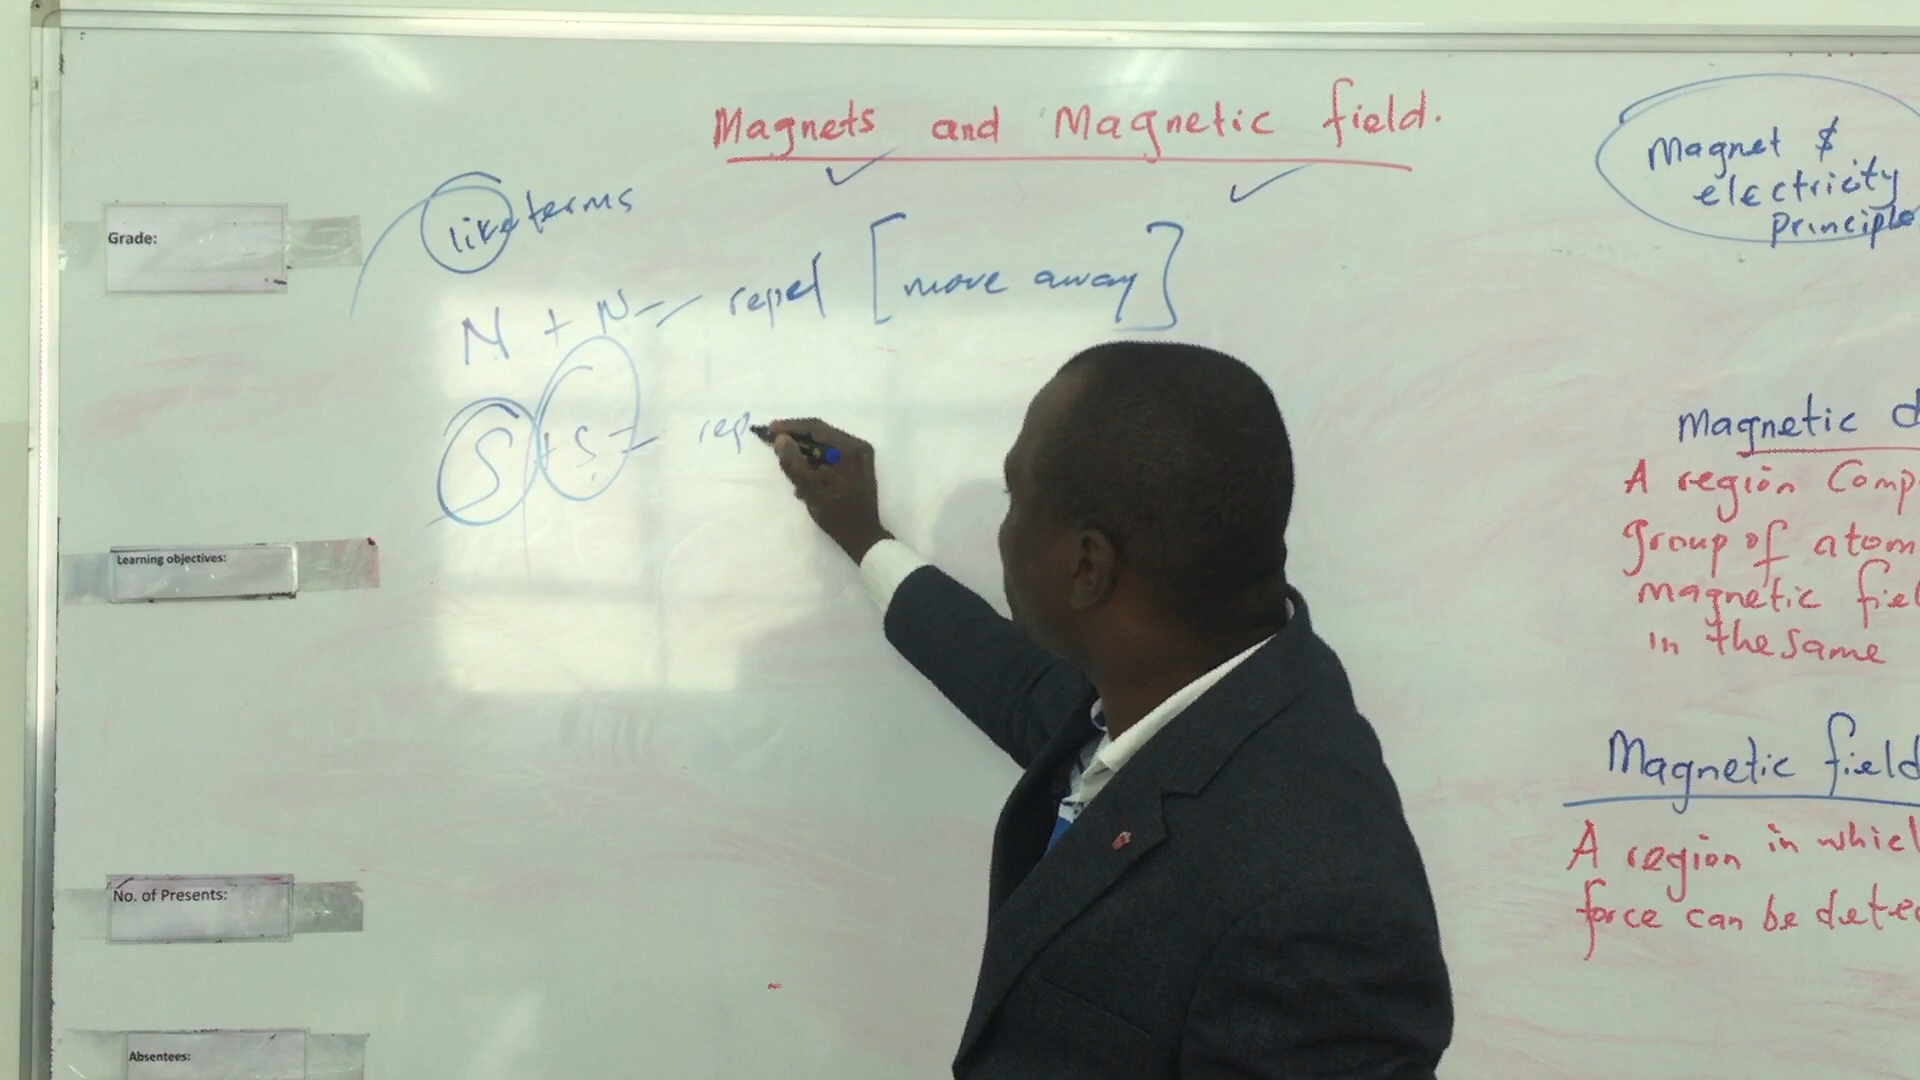 Magnets and Magnetic field.
Magnet $
electricity
principle
Grade:
like terms
N + N = repel [move away]
S + S = rep
Learning objectives:
No. of Presents:
Absentees:
Magnetic d
A region Comp
group of atom
magnetic fiel
in the same
Magnetic field
A region in which
force can be detec